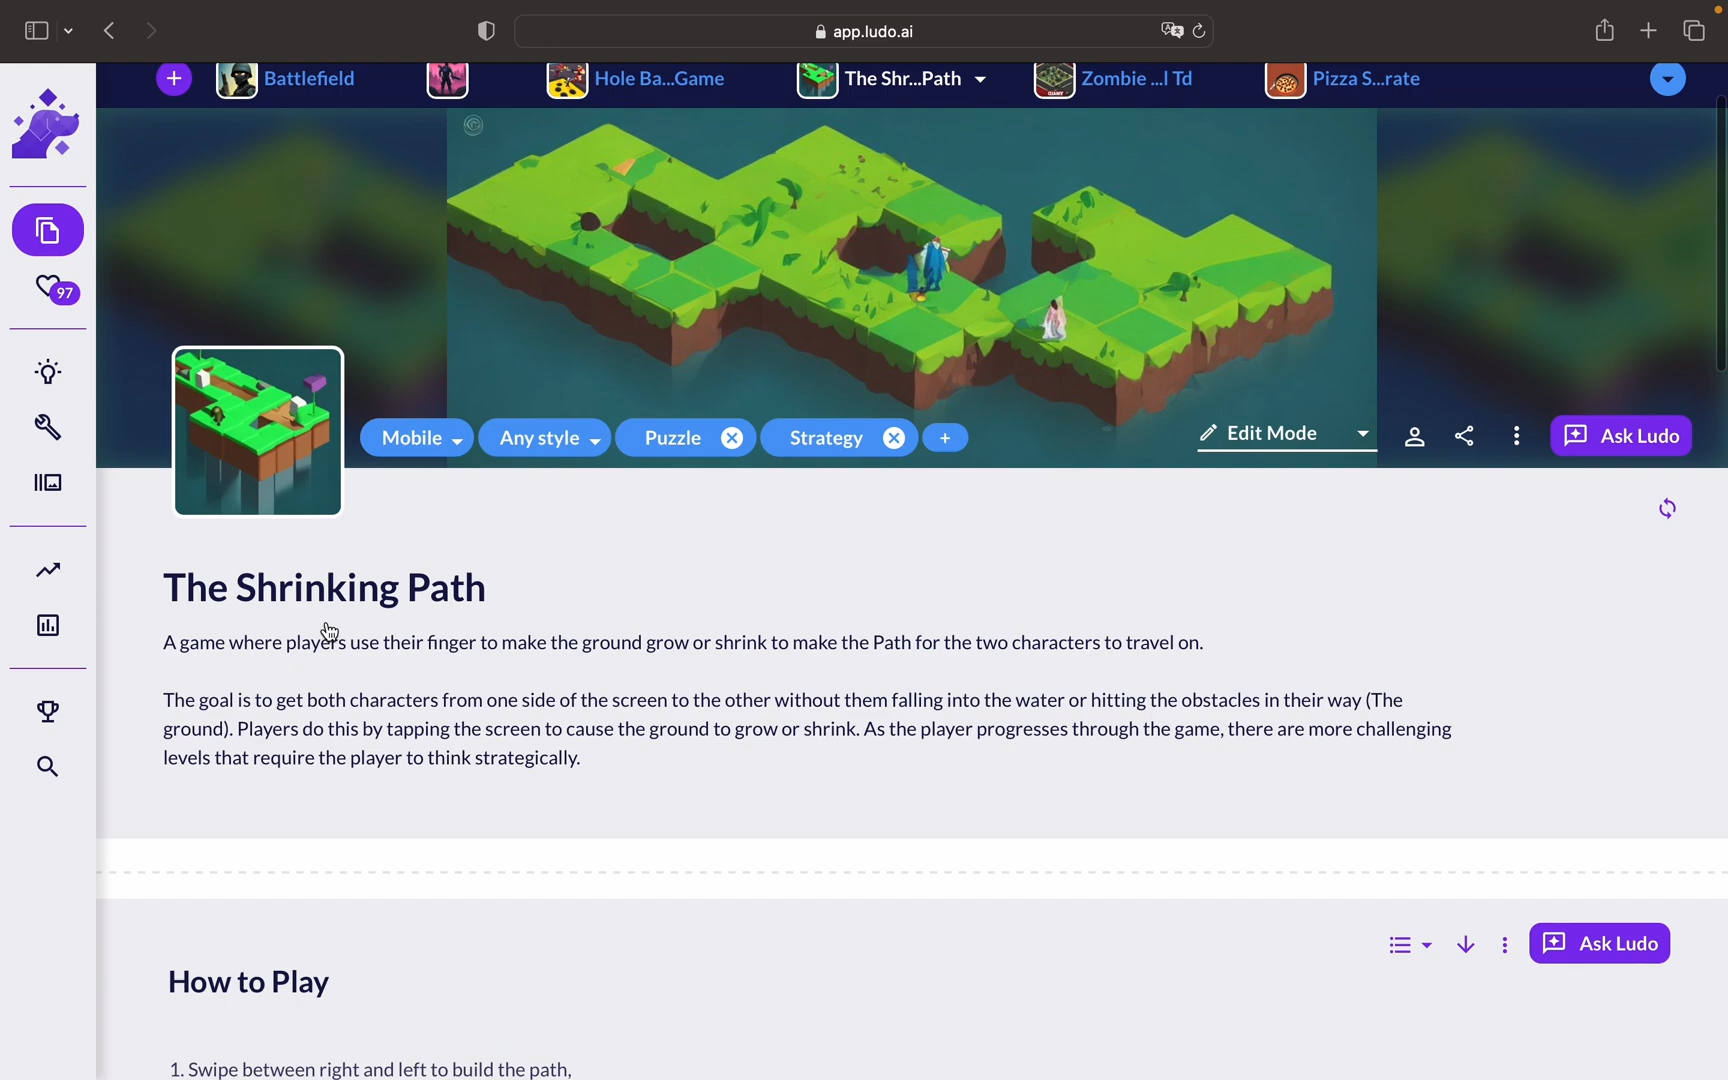 app.ludo.ai
Battlefield
Hole Ba...Game
The Shr...Path
Zombie ...l Td
Pizza S...rate
97
Mobile
Any style
Puzzle
Strategy
Edit Mode
Ask Ludo
The Shrinking Path
A game where players use their finger to make the ground grow or shrink to make the Path for the two characters to travel on.
The goal is to get both characters from one side of the screen to the other without them falling into the water or hitting the obstacles in their way (The
ground). Players do this by tapping the screen to cause the ground to grow or shrink. As the player progresses through the game, there are more challenging
levels that require the player to think strategically.
Ask Ludo
How to Play
1. Swipe between right and left to build the path,